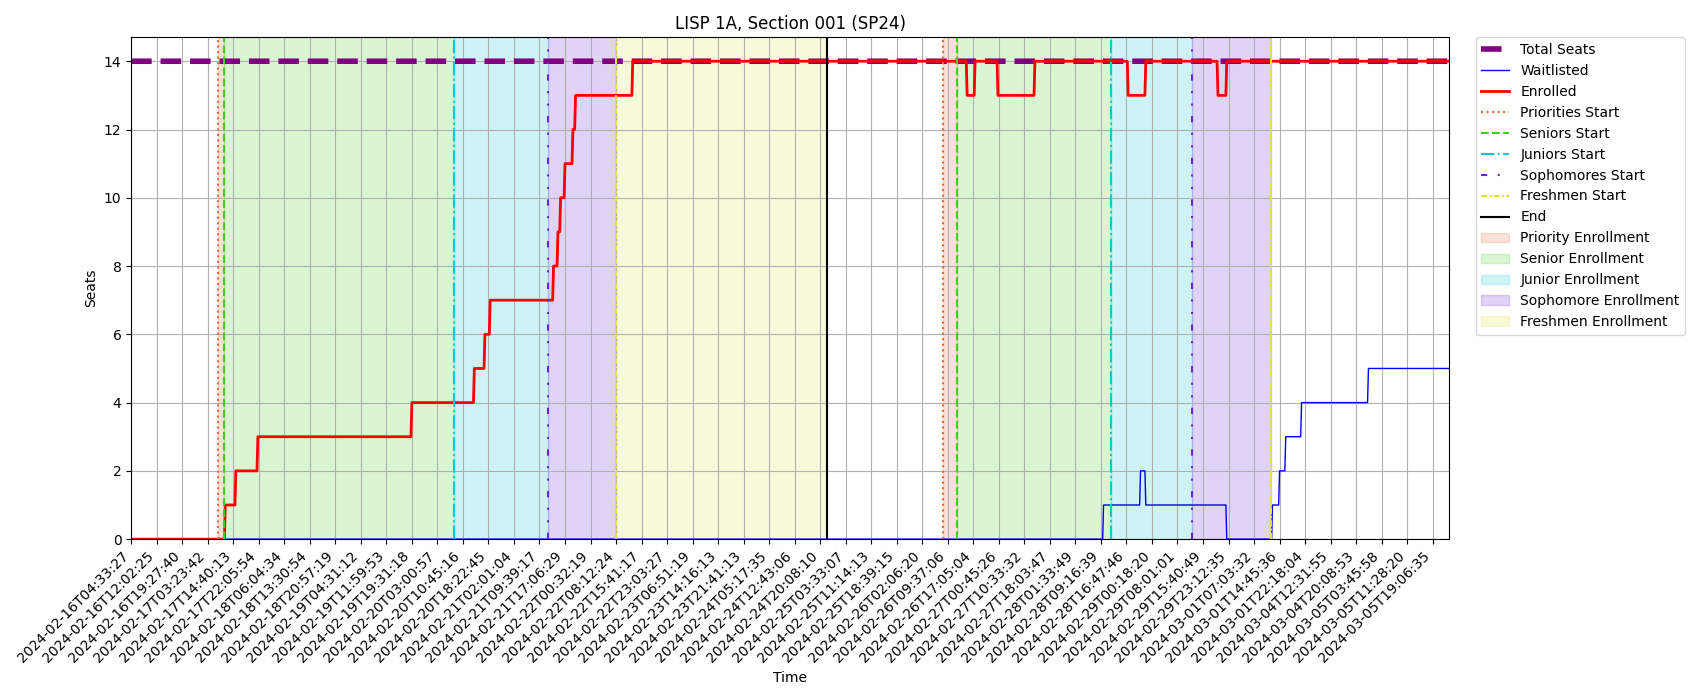 LISP 1A, Section 001 (SP24)
14
12
10
8
6
4
2
0
Seats
2024-02-16T04:33:27
2024-02-16T12:02:25
2024-02-16T19:27:40
2024-02-17T03:23:42
2024-02-17T14:40:13
2024-02-17T22:05:54
2024-02-18T06:04:34
2024-02-18T13:30:54
2024-02-18T20:57:19
2024-02-19T04:31:12
2024-02-19T11:59:53
2024-02-19T19:31:18
2024-02-20T03:00:57
2024-02-20T10:45:16
2024-02-20T18:22:45
2024-02-21T02:01:04
2024-02-21T09:39:17
2024-02-21T17:06:29
2024-02-22T00:32:19
2024-02-22T08:12:24
2024-02-22T15:41:17
2024-02-22T23:03:27
2024-02-23T06:51:19
2024-02-23T14:16:13
2024-02-23T21:41:13
2024-02-24T05:17:35
2024-02-24T12:43:06
2024-02-24T20:08:10
2024-02-25T03:33:07
2024-02-25T11:14:13
2024-02-25T18:39:15
2024-02-26T02:06:20
2024-02-26T09:37:06
2024-02-26T17:05:04
2024-02-27T00:45:26
2024-02-27T10:33:32
2024-02-27T18:03:47
2024-02-28T01:33:49
2024-02-28T09:16:39
2024-02-28T16:47:46
2024-02-29T00:18:20
2024-02-29T08:01:01
2024-02-29T15:40:49
2024-02-29T23:12:35
2024-03-01T07:03:32
2024-03-01T14:45:36
2024-03-01T22:18:04
2024-03-04T12:31:55
2024-03-04T20:08:53
2024-03-05T03:45:58
2024-03-05T11:28:20
2024-03-05T19:06:35
Time
Total Seats
Waitlisted
Enrolled
Priorities Start
Seniors Start
Juniors Start
Sophomores Start
Freshmen Start
End
Priority Enrollment
Senior Enrollment
Junior Enrollment
Sophomore Enrollment
Freshmen Enrollment